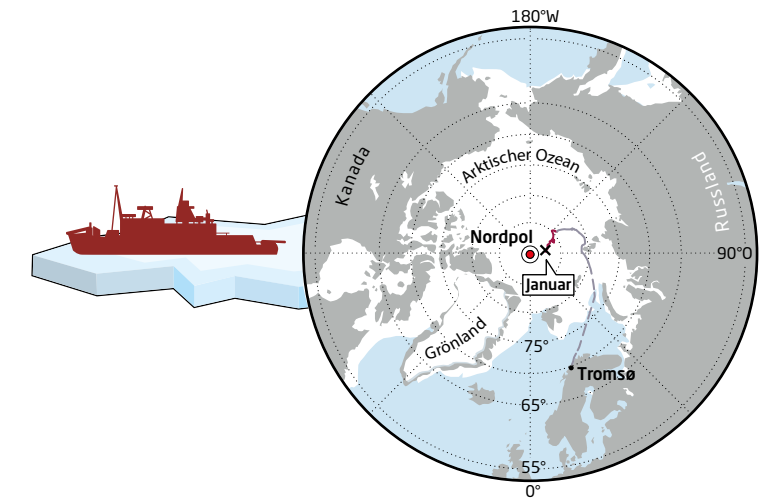 180°W
Kanada
Arktischer Ozean
Russland
Nordpol
90°O
Januar
Grönland
75°
Tromsø
65°
55°
0°